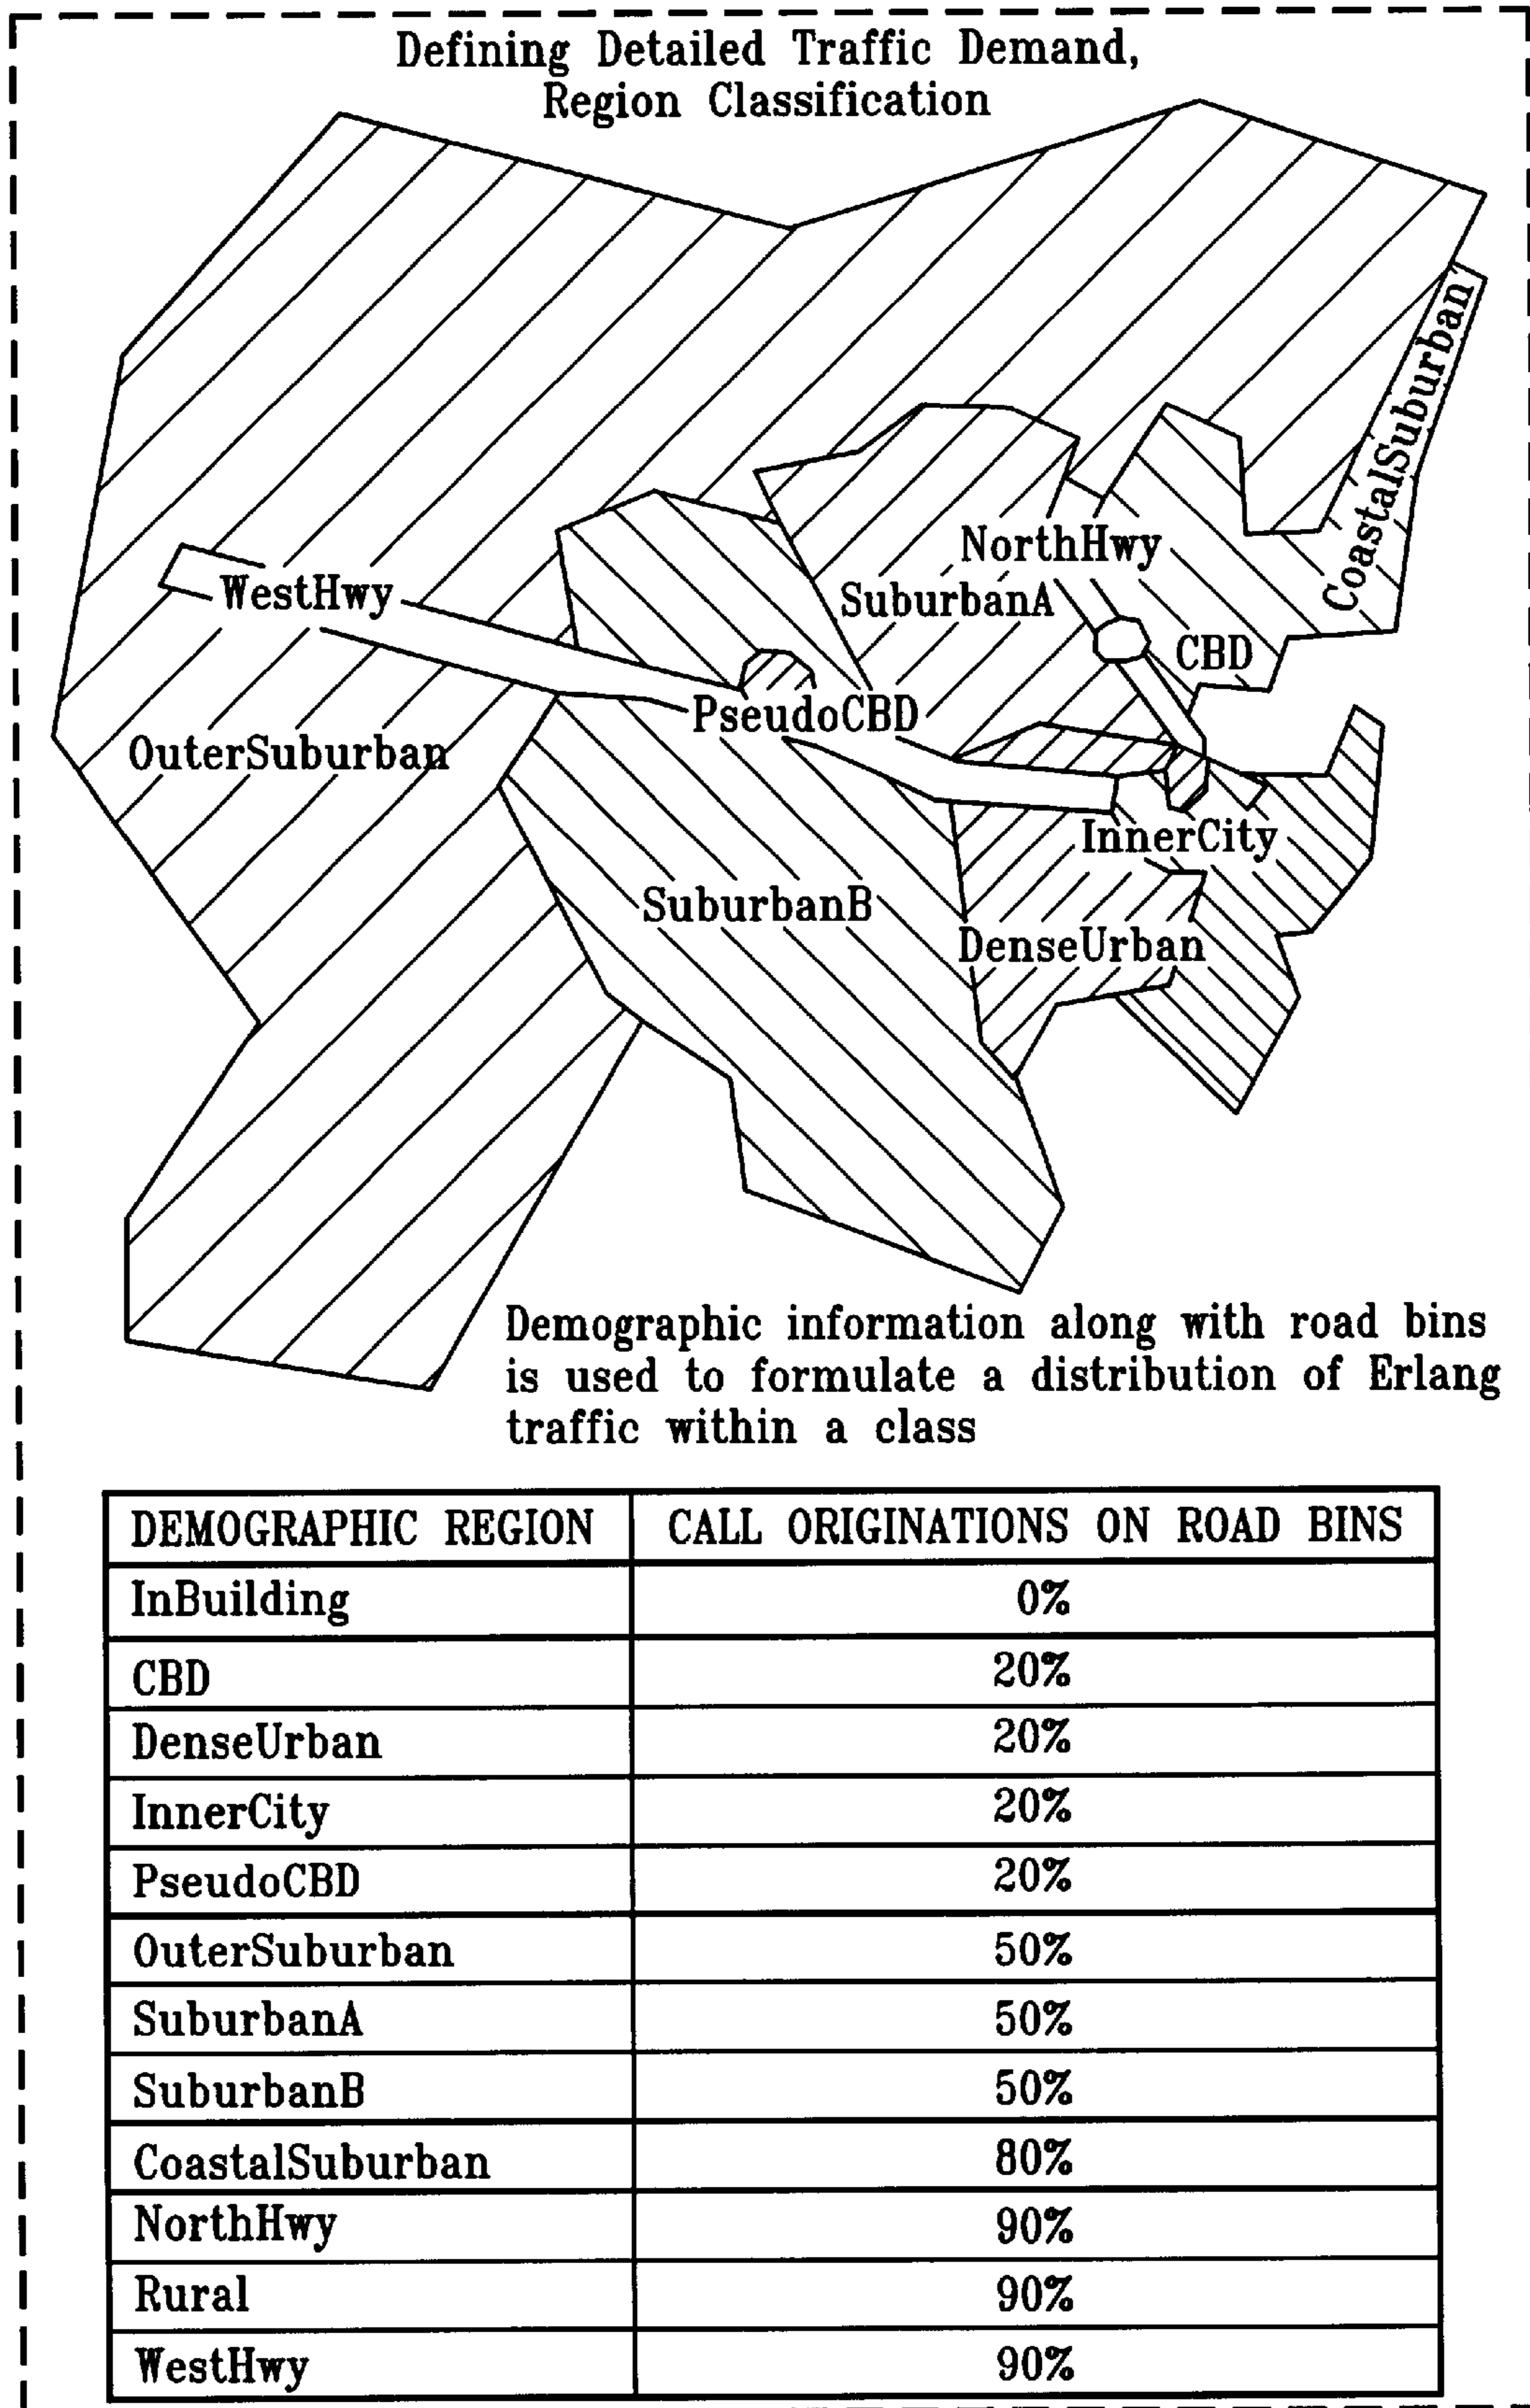 Defining Detailed Traffic Demand,
Region Classification
CoastalSuburban
NorthHwy
WestHwy
SuburbanA
CBD
PseudoCBD
OuterSuburban
InnerCity
SuburbanB
DenseUrban
Demographic information along with road bins
is used to formulate a distribution of Erlang
traffic within a class
DEMOGRAPHIC REGION CALL ORIGINATIONS ON ROAD BINS
InBuilding 0%
CBD 20%
DenseUrban 20%
InnerCity 20%
PseudoCBD 20%
OuterSuburban 50%
SuburbanA 50%
SuburbanB 50%
CoastalSuburban 80%
NorthHwy 90%
Rural 90%
WestHwy 90%